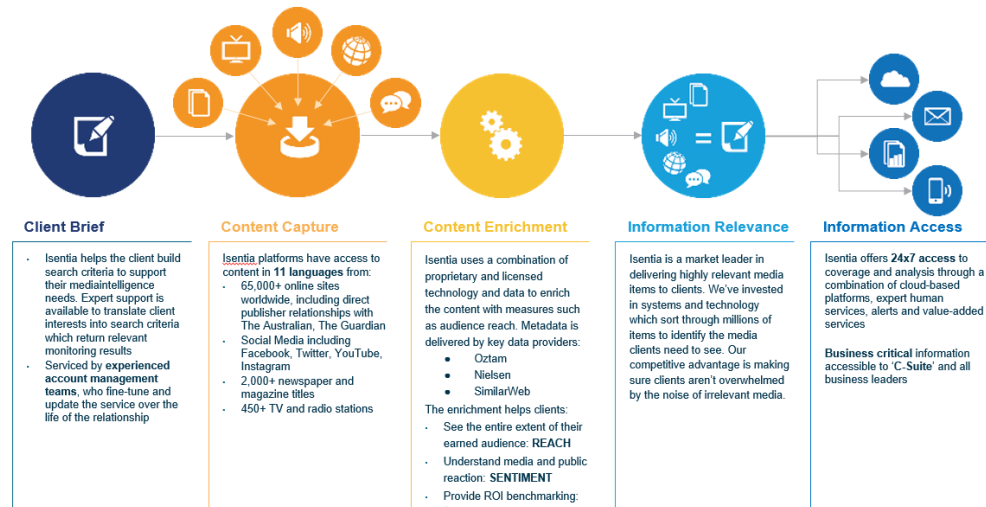 Client Brief
Isentia helps the client build
search criteria to support
their mediaintelligence
needs. Expert support is
available to translate client
interests into search criteria
which return relevant
monitoring results
Serviced by experienced
account management
teams, who fine-tune and
update the service over the
life of the relationship
Content Capture
Isentia platforms have access to
content in 11 languages from:
65,000+ online sites
worldwide, including direct
publisher relationships with
The Australian, The Guardian
Social Media including
Facebook, Twitter, YouTube,
Instagram
2,000+ newspaper and
magazine titles
450+ TV and radio stations
Content Enrichment
Isentia uses a combination of
proprietary and licensed
technology and data to enrich
the content with measures such
as audience reach. Metadata is
delivered by key data providers:
Oztam
Nielsen
SimilarWeb
The enrichment helps clients:
See the entire extent of their
earned audience: REACH
Understand media and public
reaction: SENTIMENT
Provide ROI benchmarking:
Information Relevance
Isentia is a market leader in
delivering highly relevant media
items to clients. We've invested
in systems and technology
which sort through millions of
items to identify the media
clients need to see. Our
competitive advantage is making
sure clients aren't overwhelmed
by the noise of irrelevant media.
Information Access
Isentia offers 24x7 access to
coverage and analysis through a
combination of cloud-based
platforms, expert human
services, alerts and value-added
services
Business critical information
accessible to 'C-Suite' and all
business leaders